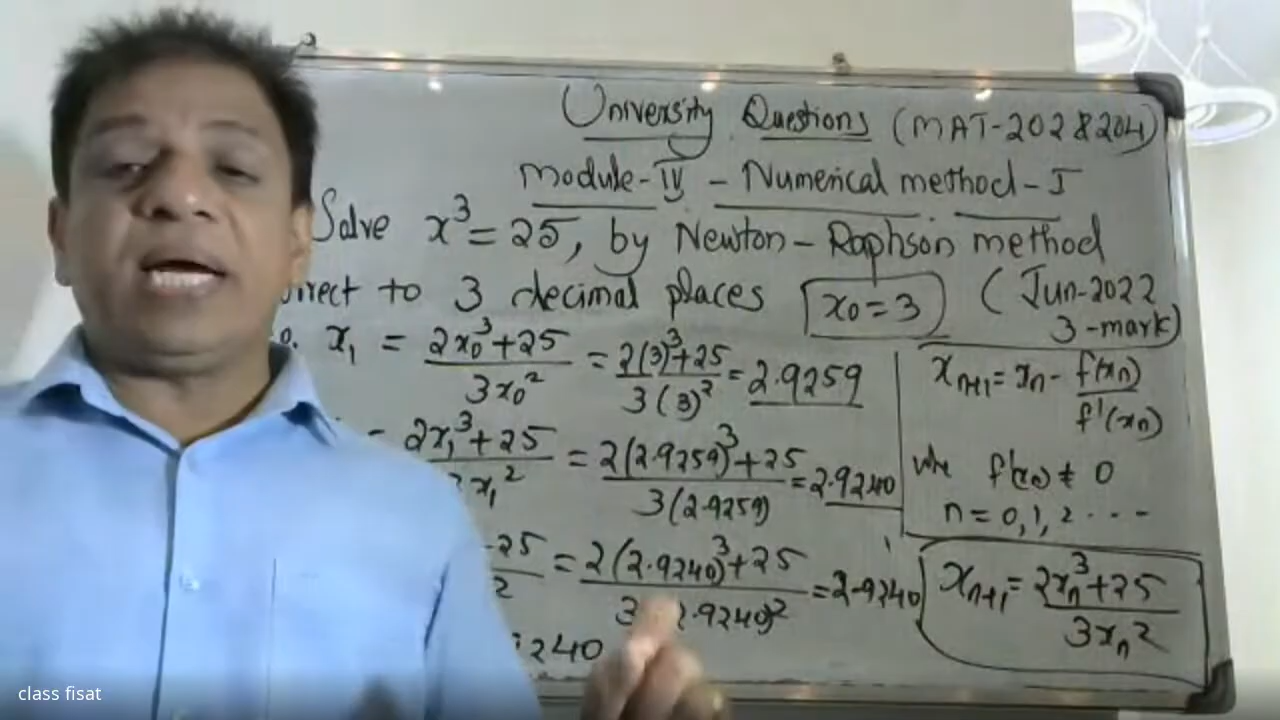 University Questions (MAT-202 & 204)
Module-IV - Numerical method-I
Solve x³ = 25, by Newton-Raphson method
rrect to 3 decimal places x₀ = 3 (Jun-2022
3-mark)
x₁ = (2x₀³+25)/(3x₀²) = (2(3)³+25)/(3(3)²) = 2.9259
= (2x₁³+25)/(3x₁²) = (2(2.9259)³+25)/(3(2.9259)) = 2.9240
25/2 = (2(2.9240)³+25)/(3(2.9240)²) = 2.9240
240
xₙ₊₁ = xₙ - f(xₙ)/f'(xₙ)
f'(xₙ) ≠ 0
n = 0, 1, 2 ...
xₙ₊₁ = (2xₙ³+25)/(3xₙ²)
class fisat